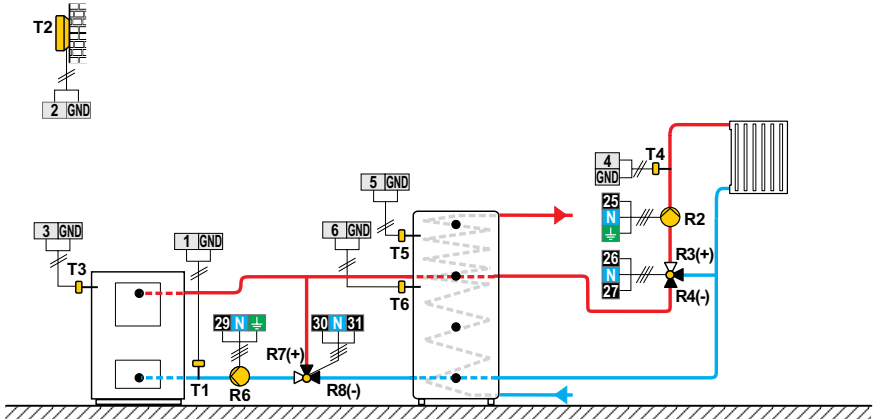 T2
2 GND
4 T4
GND
5 GND
25
N R2
3 GND
1 GND
6 GND
T5
R3(+)
26
N
27
T3
T6
R4(-)
29 N
30 N 31
R7(+)
T1
R6
R8(-)